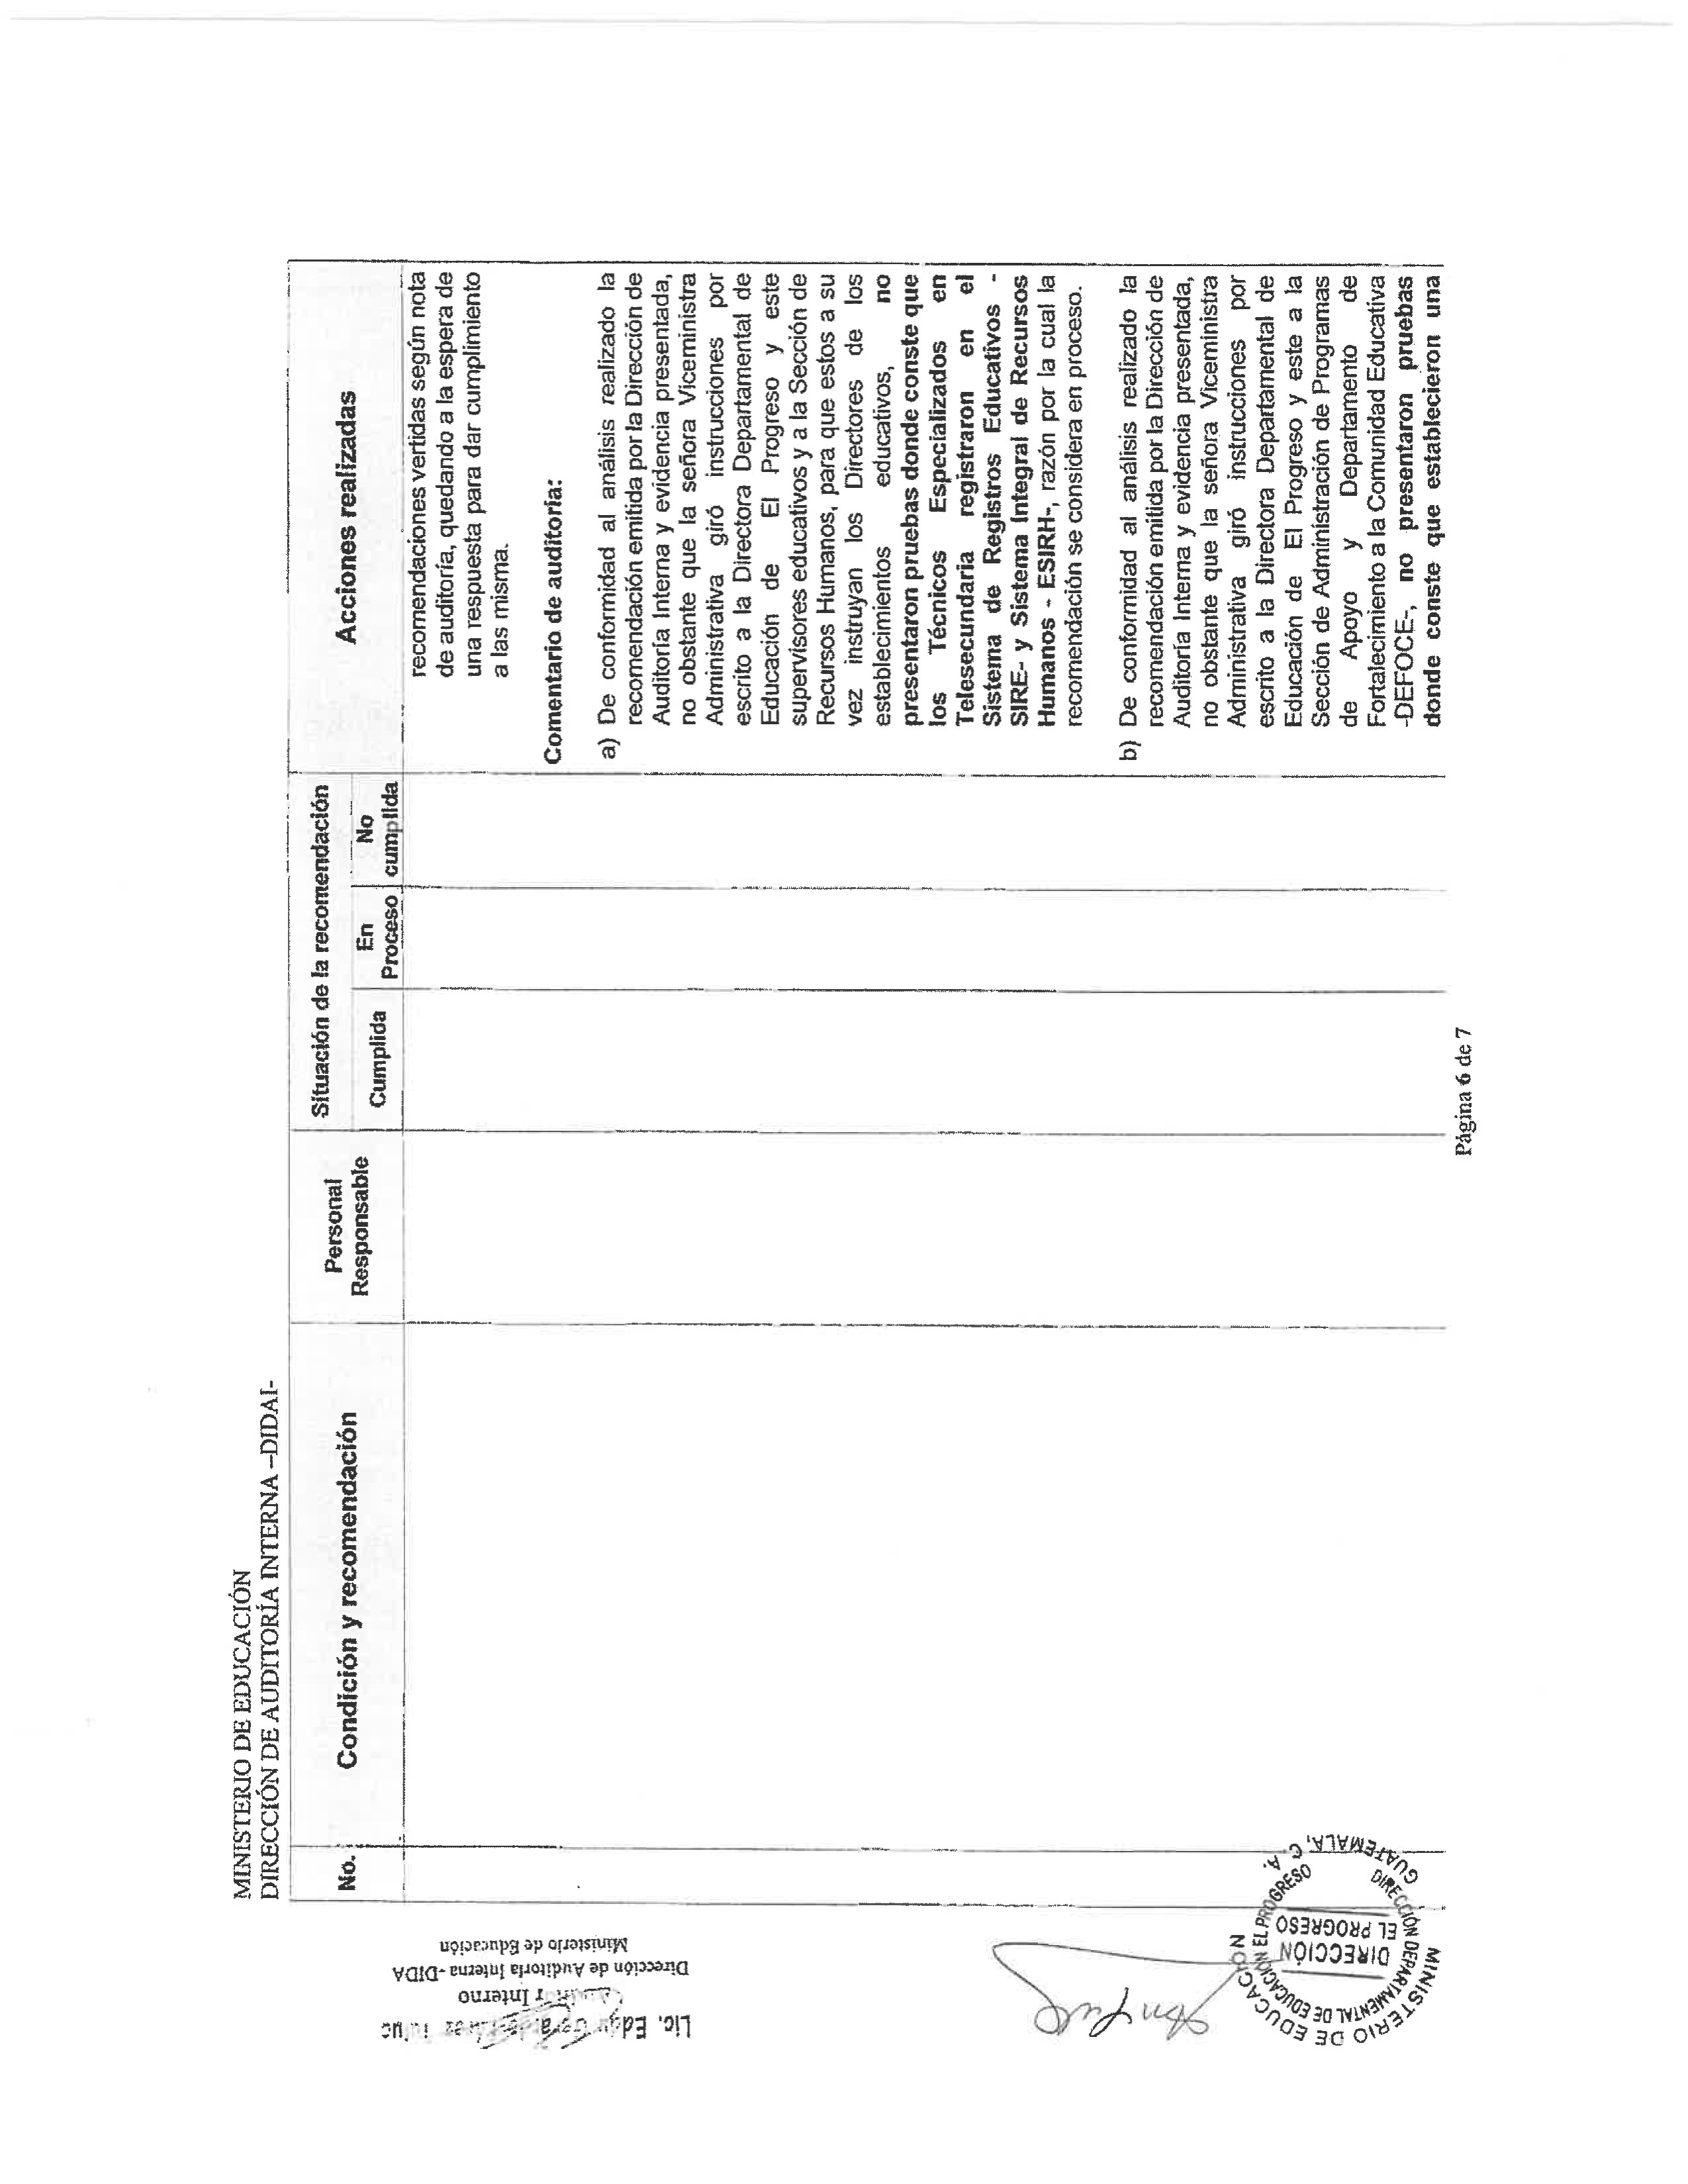 MINISTERIO DE EDUCACIÓN
DIRECCIÓN DE AUDITORÍA INTERNA –DIDAI-
No.
Condición y recomendación
Personal
Responsable
Situación de la recomendación
Cumplida
En
Proceso
No
cumplida
Acciones realizadas
recomendaciones vertidas según nota
de auditoría, quedando a la espera de
una respuesta para dar cumplimiento
a las misma.
Comentario de auditoría:
a) De conformidad al análisis realizado la
recomendación emitida por la Dirección de
Auditoría Interna y evidencia presentada,
no obstante que la señora Viceministra
Administrativa giró instrucciones por
escrito a la Directora Departamental de
Educación de El Progreso y este
supervisores educativos y a la Sección de
Recursos Humanos, para que estos a su
vez instruyan los Directores de los
establecimientos educativos, no
presentaron pruebas donde conste que
los Técnicos Especializados en
Telesecundaria registraron en el
Sistema de Registros Educativos -
SIRE- y Sistema Integral de Recursos
Humanos - ESIRH-, razón por la cual la
recomendación se considera en proceso.
b) De conformidad al análisis realizado la
recomendación emitida por la Dirección de
Auditoría Interna y evidencia presentada,
no obstante que la señora Viceministra
Administrativa giró instrucciones por
escrito a la Directora Departamental de
Educación de El Progreso y este a la
Sección de Administración de Programas
de Apoyo y Departamento de
Fortalecimiento a la Comunidad Educativa
-DEFOCE-, no presentaron pruebas
donde conste que establecieron una
Página 6 de 7
Lic. Edgar
Interno
Dirección de Auditoría Interna -DIDA
Ministerio de Educación
MINISTERIO DE EDUCACIÓN
GUATEMALA, C. A.
DIRECCIÓN DEPARTAMENTAL DE EDUCACIÓN EL PROGRESO
DIRECCIÓN
EL PROGRESO